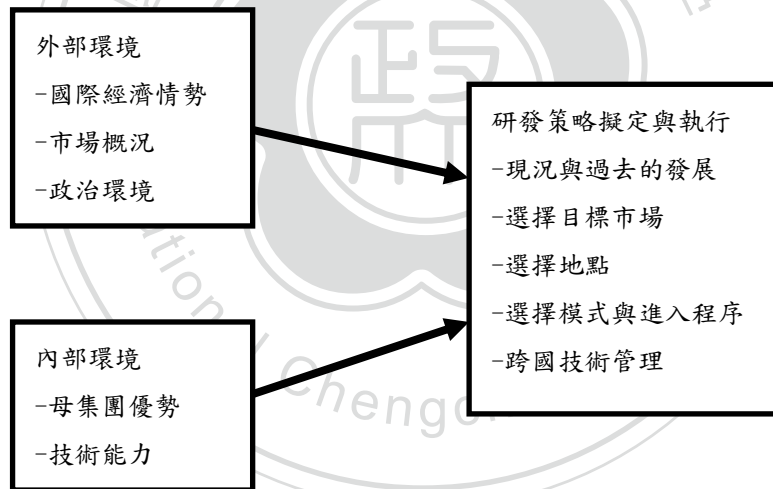 外部環境
-國際經濟情勢
-市場概況
-政治環境
研發策略擬定與執行
-現況與過去的發展
-選擇目標市場
-選擇地點
-選擇模式與進入程序
-跨國技術管理
內部環境
-母集團優勢
-技術能力
政
Chengc